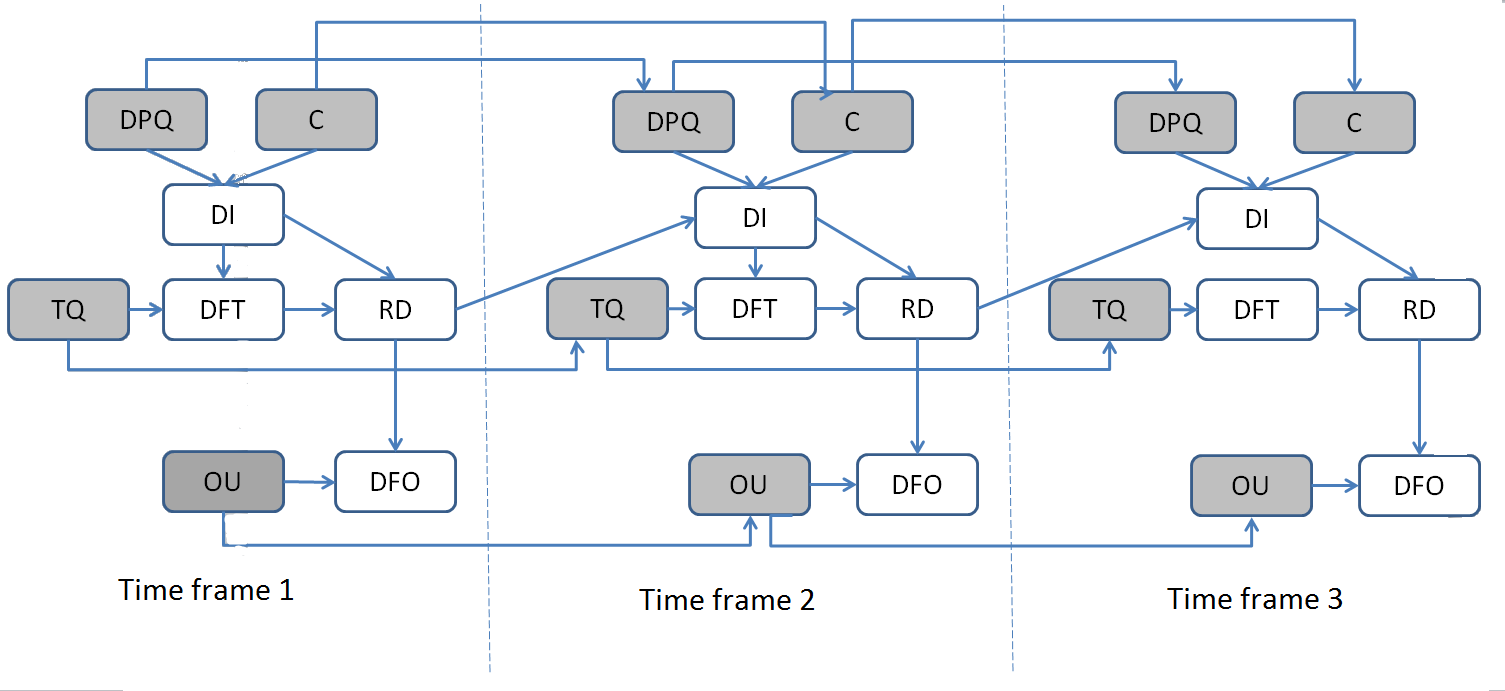 DPQ
C
DPQ
C
DPQ
C
DI
DI
DI
TQ
DFT
RD
TQ
DFT
RD
TQ
DFT
RD
OU
DFO
OU
DFO
OU
DFO
Time frame 1
Time frame 2
Time frame 3